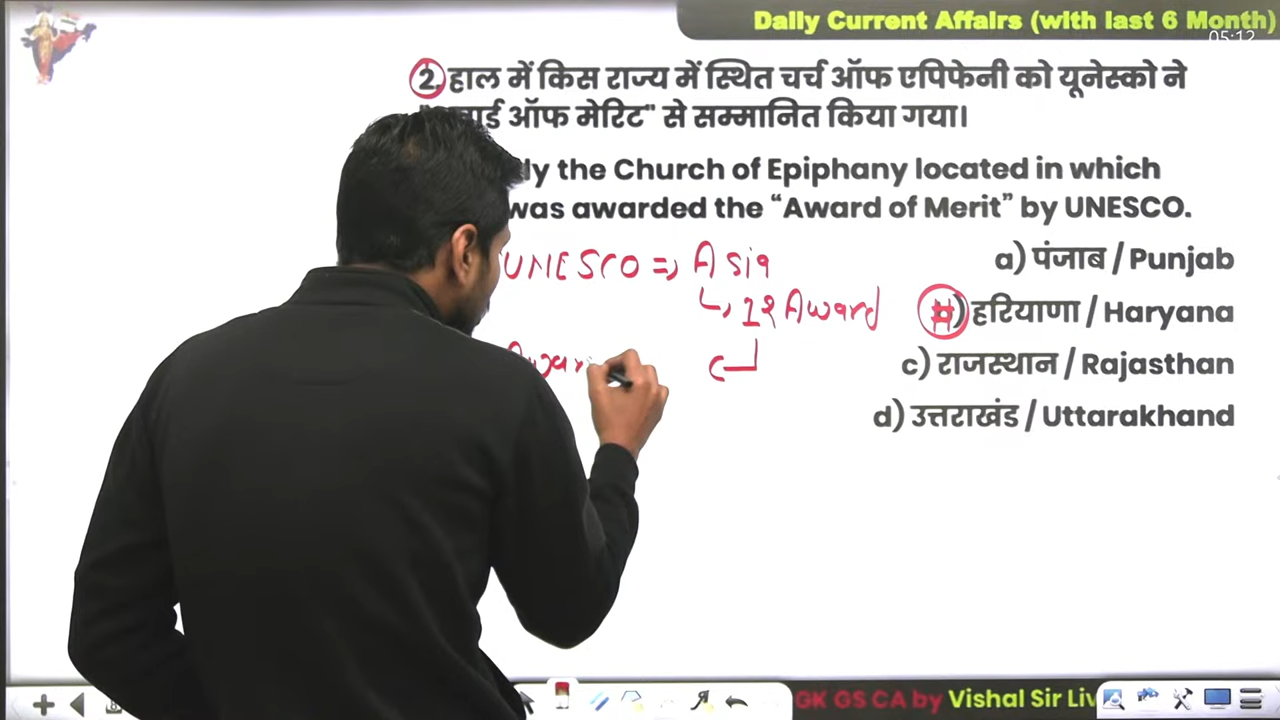 Daily Current Affairs (with last 6 Month)
05:12
2. हाल में किस राज्य में स्थित चर्च ऑफ एपिफेनी को यूनेस्को ने
ऑफ मेरिट" से सम्मानित किया गया।
the Church of Epiphany located in which
was awarded the “Award of Merit” by UNESCO.
UNESCO => Asia
12 Award
a) पंजाब / Punjab
b) हरियाणा / Haryana
c) राजस्थान / Rajasthan
d) उत्तराखंड / Uttarakhand
GK GS CA by Vishal Sir Liv